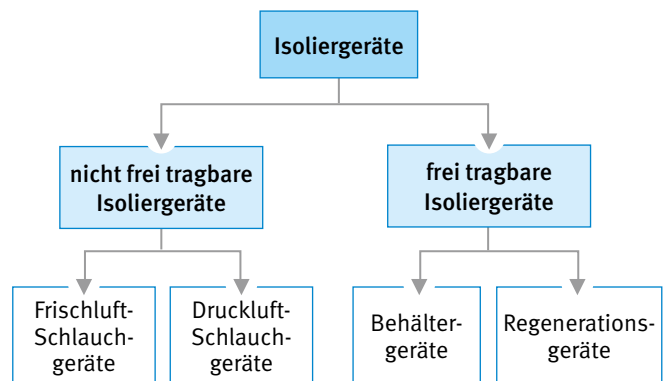 Isoliergeräte
nicht frei tragbare
Isoliergeräte
frei tragbare
Isoliergeräte
Frischluft-
Schlauch-
geräte
Druckluft-
Schlauch-
geräte
Behälter-
geräte
Regenerations-
geräte